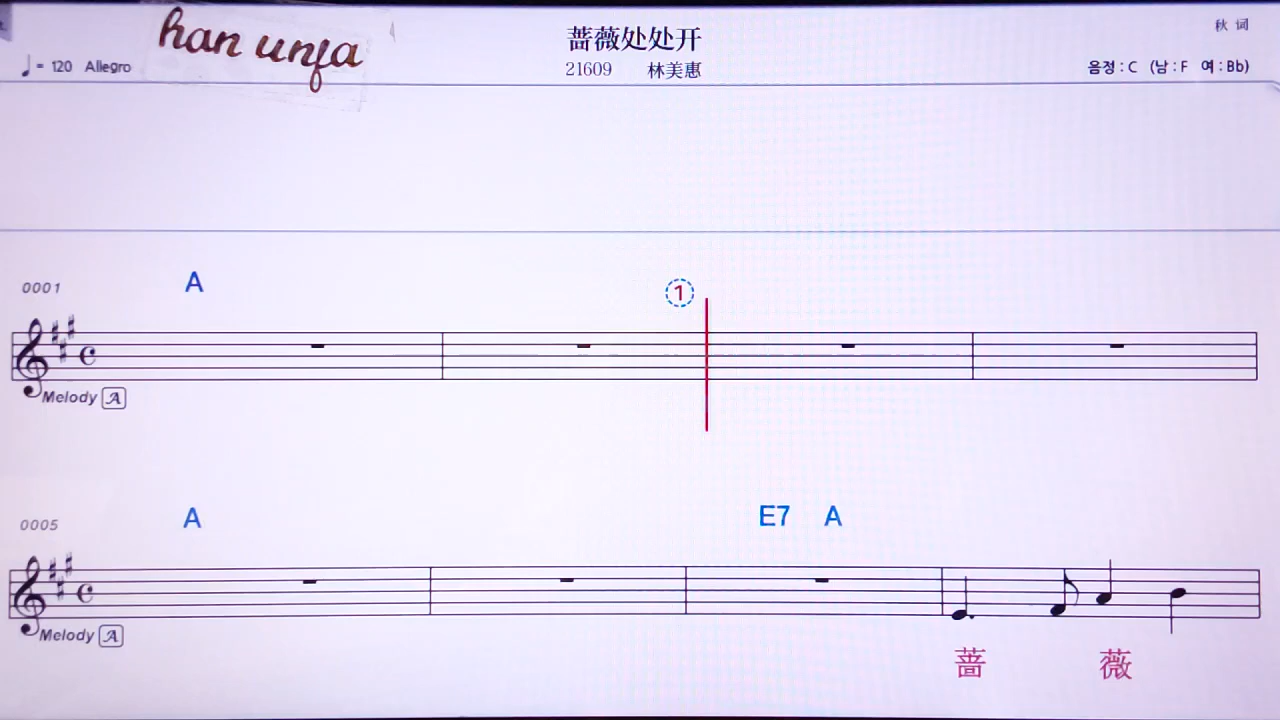 han unfa
蔷薇处处开
秋 词
♩= 120 Allegro
21609 林美惠
음정 : C (남 : F 여 : Bb)
0001 A 1
Melody A
0005 A E7 A
Melody A
蔷 薇